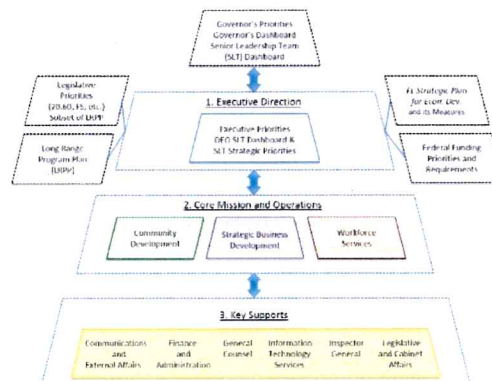 Governor's Priorities
Governor's Dashboard
Senior Leadership Team
(SLT) Dashboard
Legislative
Priorities
(20.60, FS, etc.)
Subset of LRPP
Long Range
Program Plan
(LRPP)
1. Executive Direction
Executive Priorities
DEO SLT Dashboard &
SLT Strategic Priorities
FL Strategic Plan
for Econ. Dev.
and its Measures
Federal Funding
Priorities and
Requirements
2. Core Mission and Operations
Community
Development
Strategic Business
Development
Workforce
Services
3. Key Supports
Communications
and
External Affairs
Finance
and
Administration
General
Counsel
Information
Technology
Services
Inspector
General
Legislative
and Cabinet
Affairs